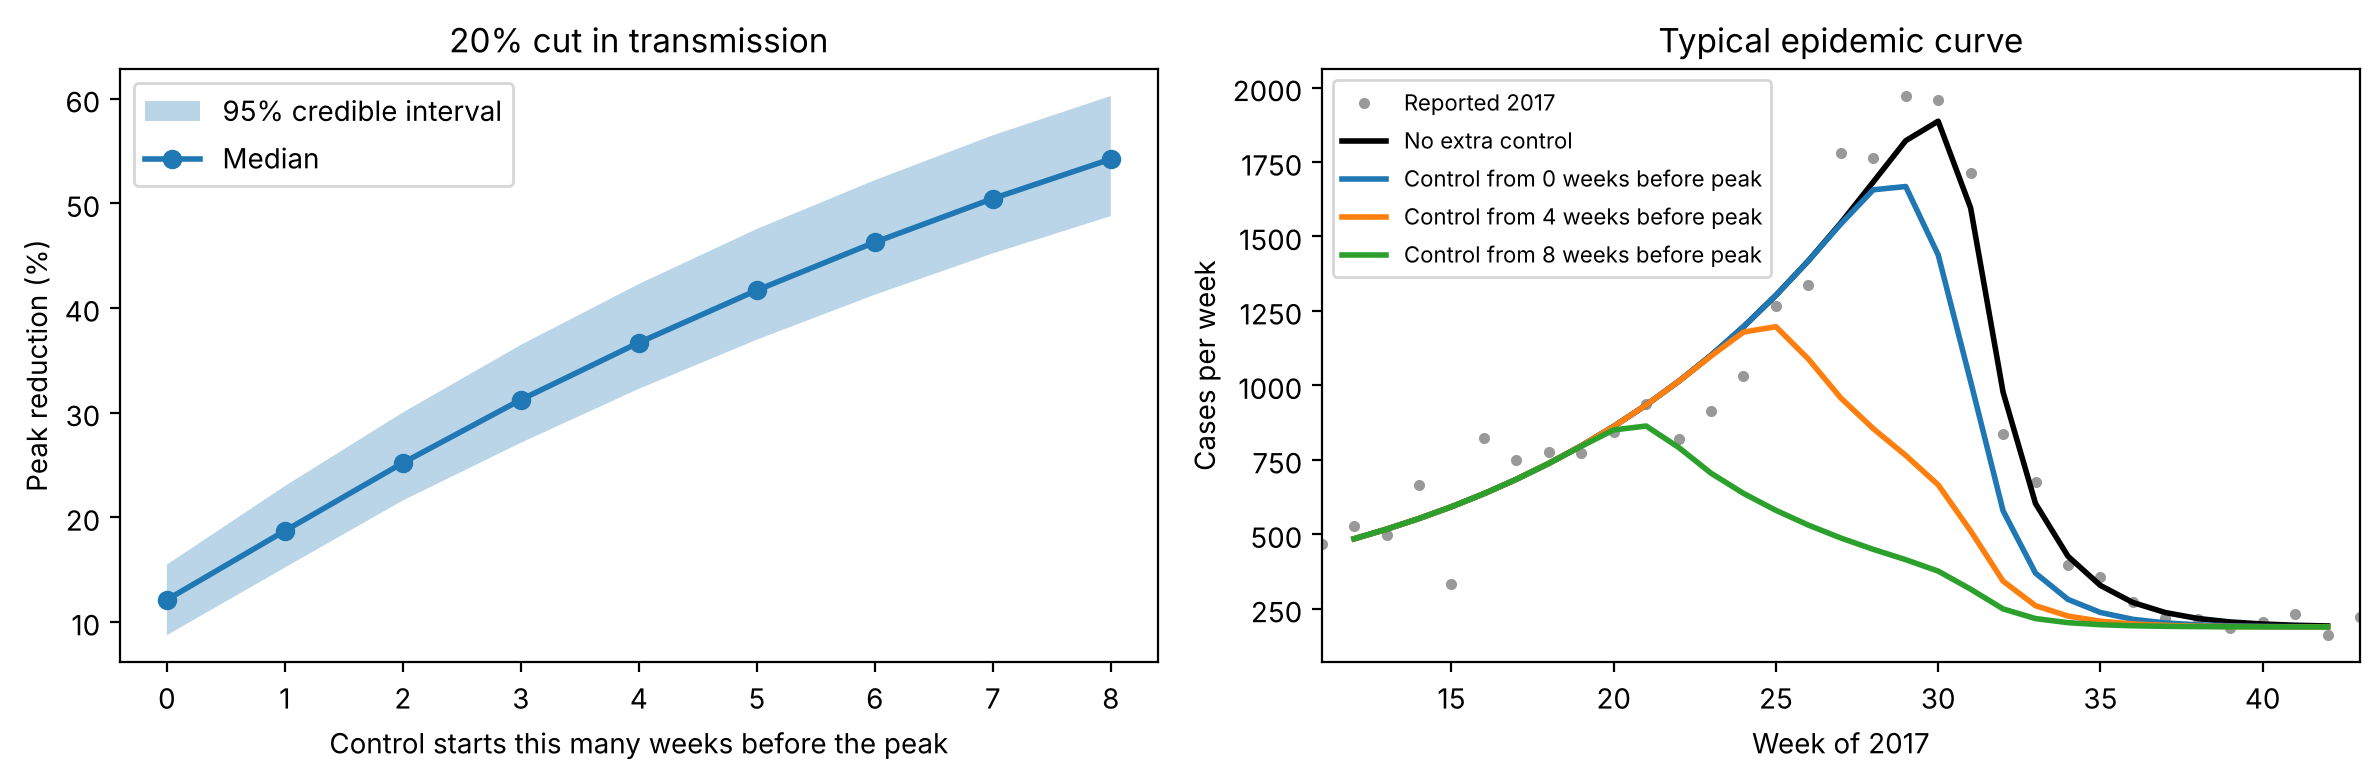 20% cut in transmission
95% credible interval
Median
60
50
40
30
20
10
Peak reduction (%)
0 1 2 3 4 5 6 7 8
Control starts this many weeks before the peak
Typical epidemic curve
Reported 2017
No extra control
Control from 0 weeks before peak
Control from 4 weeks before peak
Control from 8 weeks before peak
2000
1750
1500
1250
1000
750
500
250
Cases per week
15 20 25 30 35 40
Week of 2017